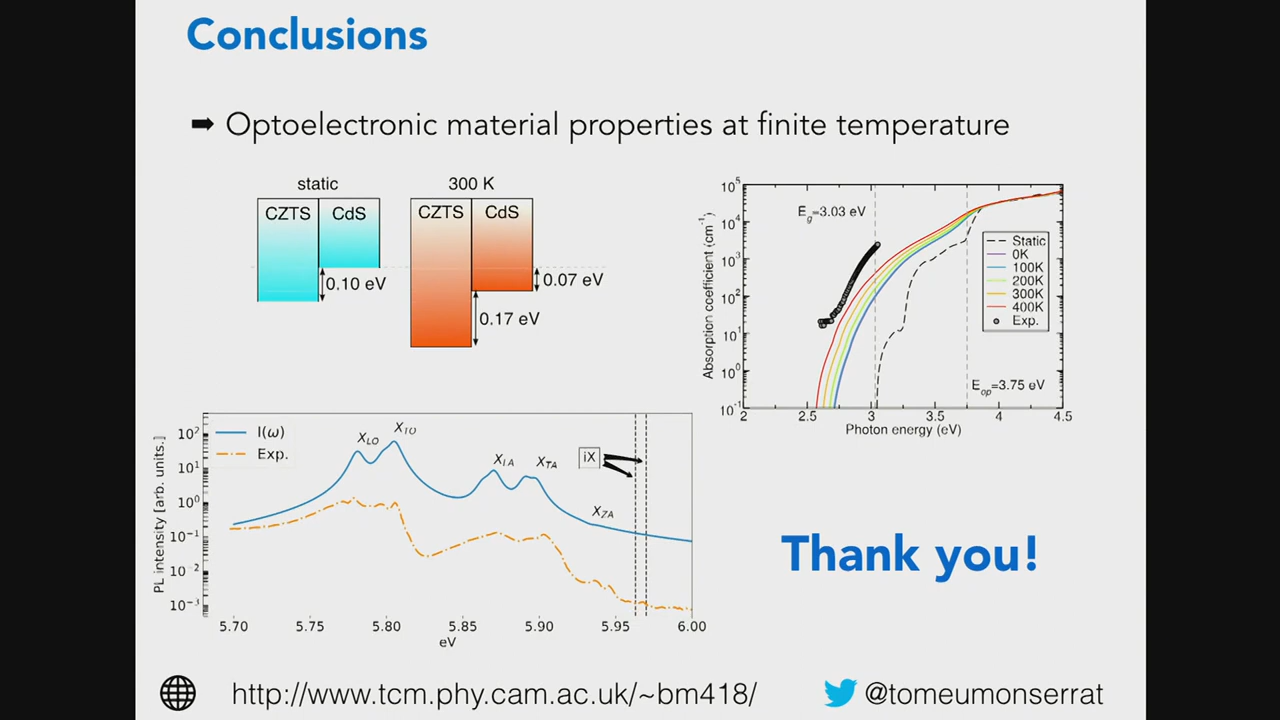 Conclusions
➡ Optoelectronic material properties at finite temperature
static
300 K
CZTS
CdS
CZTS
CdS
0.10 eV
0.07 eV
0.17 eV
Absorption coefficient (cm⁻¹)
10⁵
10⁴
10³
10²
10¹
10⁰
10⁻¹
E_g=3.03 eV
Static
0K
100K
200K
300K
400K
Exp.
E_op=3.75 eV
2 2.5 3 3.5 4 4.5
Photon energy (eV)
PL intensity [arb. units.]
10²
10¹
10⁰
10⁻¹
10⁻²
10⁻³
I(ω)
Exp.
X_LO
X_TO
X_LA
X_TA
iX
X_ZA
5.70 5.75 5.80 5.85 5.90 5.95 6.00
eV
Thank you!
http://www.tcm.phy.cam.ac.uk/~bm418/
@tomeumonserrat